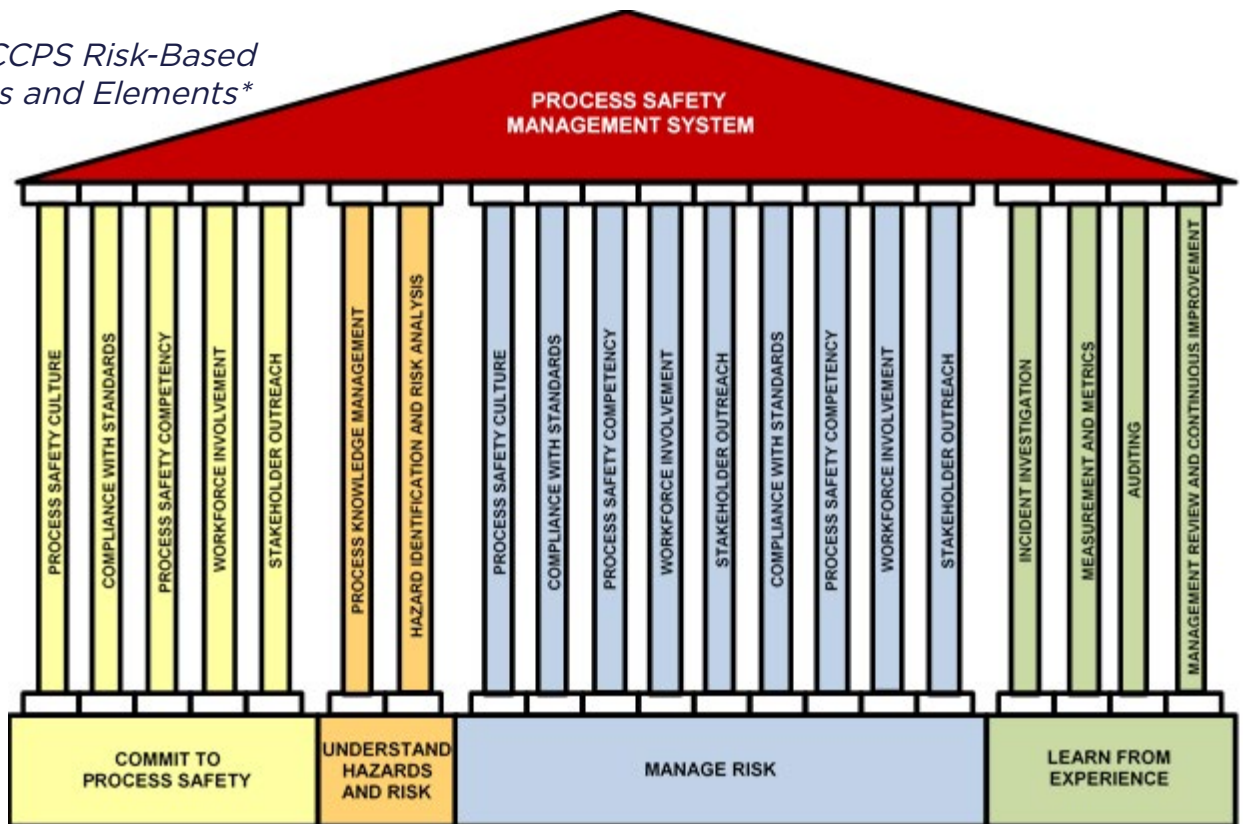 CCPS Risk-Based
s and Elements*
PROCESS SAFETY
MANAGEMENT SYSTEM
PROCESS SAFETY CULTURE
COMPLIANCE WITH STANDARDS
PROCESS SAFETY COMPETENCY
WORKFORCE INVOLVEMENT
STAKEHOLDER OUTREACH
PROCESS KNOWLEDGE MANAGEMENT
HAZARD IDENTIFICATION AND RISK ANALYSIS
PROCESS SAFETY CULTURE
COMPLIANCE WITH STANDARDS
PROCESS SAFETY COMPETENCY
WORKFORCE INVOLVEMENT
STAKEHOLDER OUTREACH
COMPLIANCE WITH STANDARDS
PROCESS SAFETY COMPETENCY
WORKFORCE INVOLVEMENT
STAKEHOLDER OUTREACH
INCIDENT INVESTIGATION
MEASUREMENT AND METRICS
AUDITING
MANAGEMENT REVIEW AND CONTINUOUS IMPROVEMENT
COMMIT TO
PROCESS SAFETY
UNDERSTAND
HAZARDS
AND RISK
MANAGE RISK
LEARN FROM
EXPERIENCE